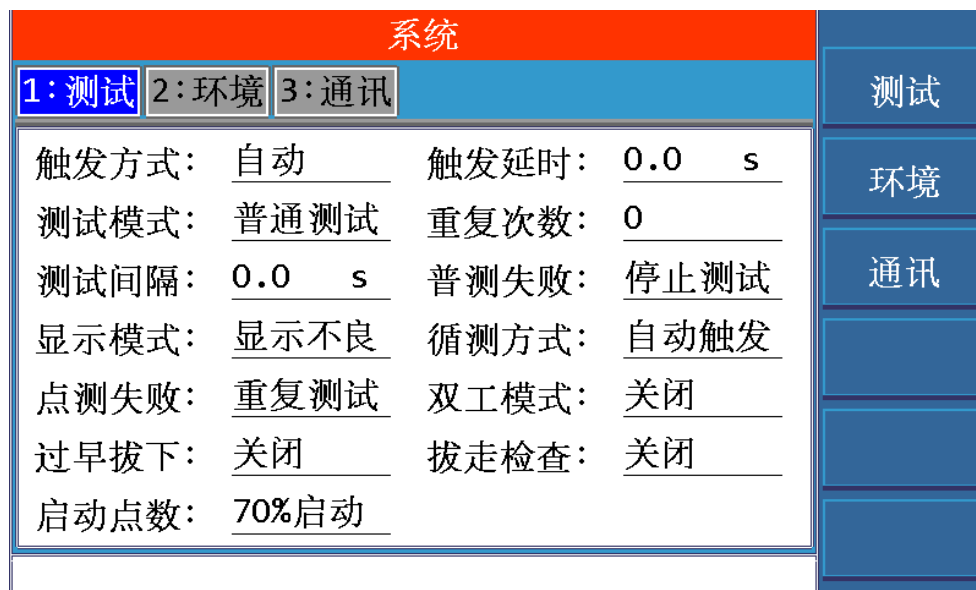 系统
1:测试 2:环境 3:通讯
触发方式: 自动 触发延时: 0.0 s
测试模式: 普通测试 重复次数: 0
测试间隔: 0.0 s 普测失败: 停止测试
显示模式: 显示不良 循测方式: 自动触发
点测失败: 重复测试 双工模式: 关闭
过早拔下: 关闭 拔走检查: 关闭
启动点数: 70%启动
测试
环境
通讯